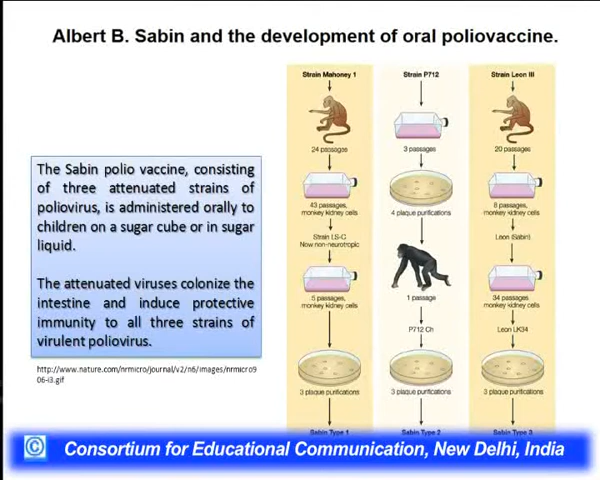 Albert B. Sabin and the development of oral poliovaccine.
The Sabin polio vaccine, consisting
of three attenuated strains of
poliovirus, is administered orally to
children on a sugar cube or in sugar
liquid.
The attenuated viruses colonize the
intestine and induce protective
immunity to all three strains of
virulent poliovirus.
http://www.nature.com/nrmicro/journal/v2/n6/images/nrmicro9
06-i3.gif
Strain Mahoney 1
24 passages
43 passages,
monkey kidney cells
Strain LS-C
Now non-neurotropic
5 passages,
monkey kidney cells
3 plaque purifications
Sabin Type 1
Strain P712
3 passages
4 plaque purifications
1 passage
P712 Ch
3 plaque purifications
Sabin Type 2
Strain Leon III
20 passages
8 passages,
monkey kidney cells
Leon (Sabin)
34 passages
monkey kidney cells
Leon LK34
3 plaque purifications
Sabin Type 3
© Consortium for Educational Communication, New Delhi, India